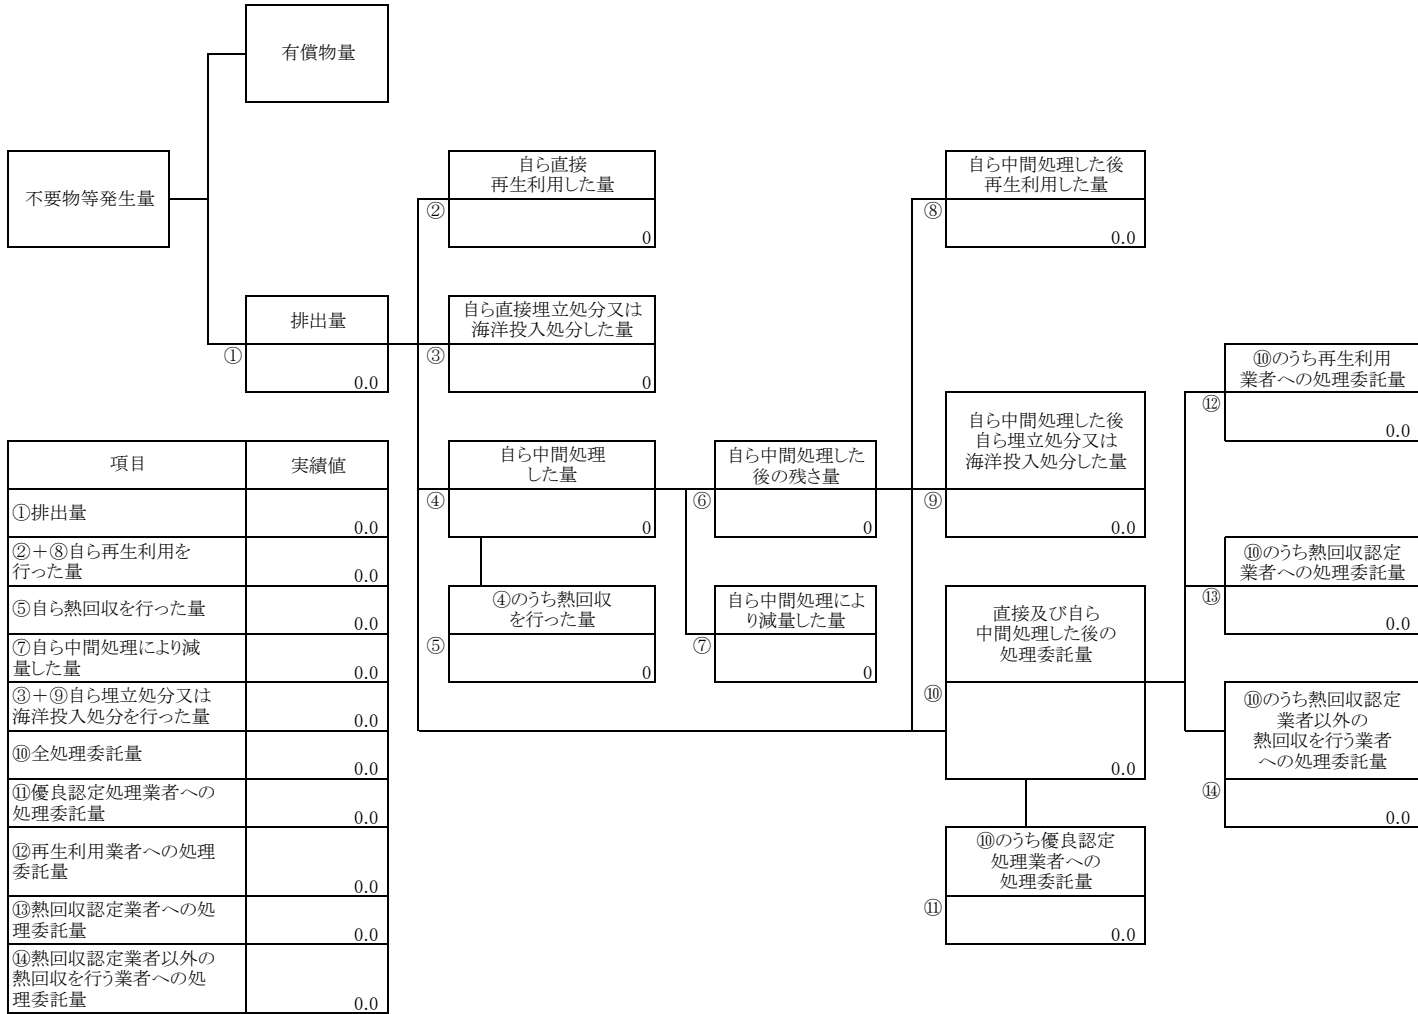 有償物量
不要物等発生量
排出量
①
0.0
自ら直接
再生利用した量
②
0
自ら直接埋立処分又は
海洋投入処分した量
③
0
自ら中間処理
した量
④
0
④のうち熱回収
を行った量
⑤
0
自ら中間処理した
後の残さ量
⑥
0
自ら中間処理によ
り減量した量
⑦
0
自ら中間処理した後
再生利用した量
⑧
0.0
自ら中間処理した後
自ら埋立処分又は
海洋投入処分した量
⑨
0.0
直接及び自ら
中間処理した後の
処理委託量
⑩
0.0
⑩のうち優良認定
処理業者への
処理委託量
⑪
0.0
⑩のうち再生利用
業者への処理委託量
⑫
0.0
⑩のうち熱回収認定
業者への処理委託量
⑬
0.0
⑩のうち熱回収認定
業者以外の
熱回収を行う業者
への処理委託量
⑭
0.0
項目 実績値
①排出量
0.0
②+⑧自ら再生利用を
行った量
0.0
⑤自ら熱回収を行った量
0.0
⑦自ら中間処理により減
量した量
0.0
③+⑨自ら埋立処分又は
海洋投入処分を行った量
0.0
⑩全処理委託量
0.0
⑪優良認定処理業者への
処理委託量
0.0
⑫再生利用業者への処理
委託量
0.0
⑬熱回収認定業者への処
理委託量
0.0
⑭熱回収認定業者以外の
熱回収を行う業者への処
理委託量
0.0